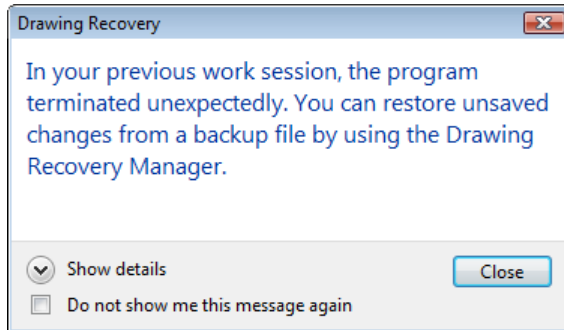 Drawing Recovery
In your previous work session, the program
terminated unexpectedly. You can restore unsaved
changes from a backup file by using the Drawing
Recovery Manager.
Show details
Close
Do not show me this message again